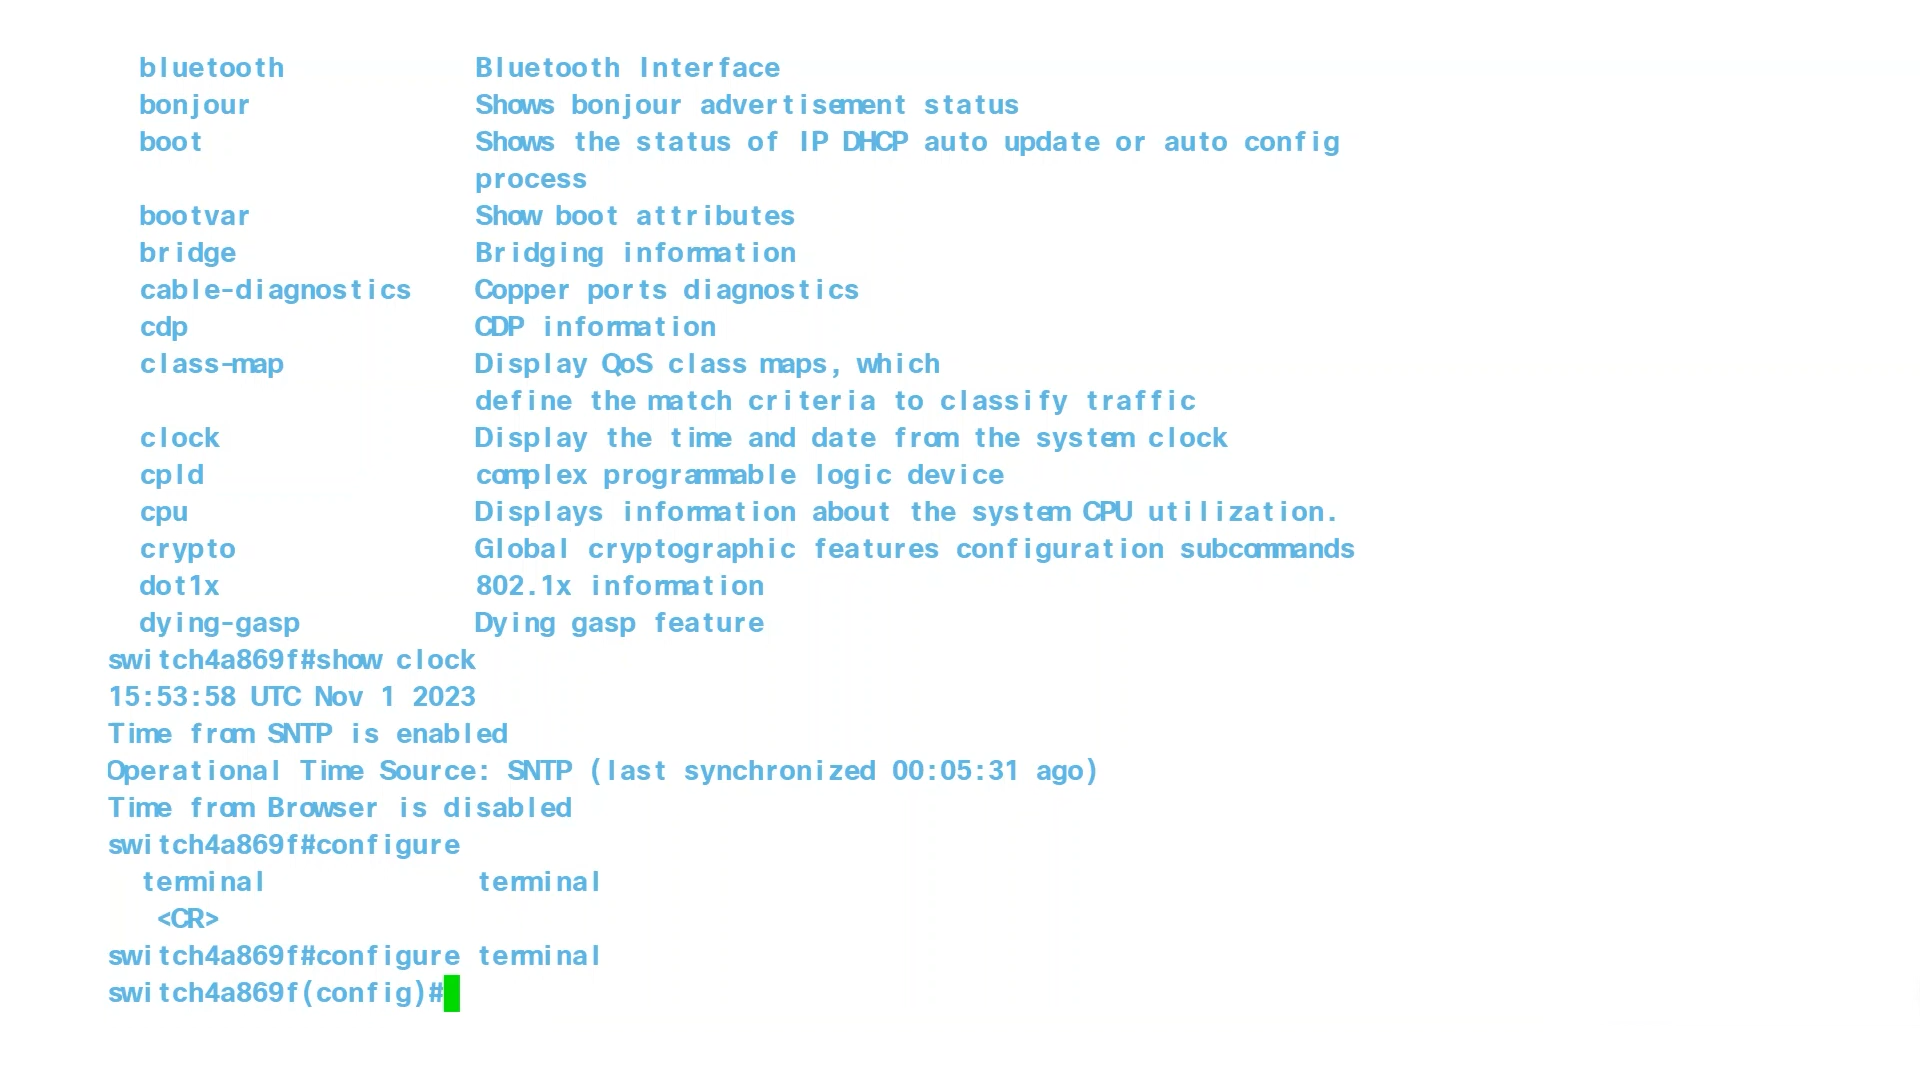 bluetooth Bluetooth Interface
bonjour Shows bonjour advertisement status
boot Shows the status of IP DHCP auto update or auto config
process
bootvar Show boot attributes
bridge Bridging information
cable-diagnostics Copper ports diagnostics
cdp CDP information
class-map Display QoS class maps, which
define the match criteria to classify traffic
clock Display the time and date from the system clock
cpld complex programmable logic device
cpu Displays information about the system CPU utilization.
crypto Global cryptographic features configuration subcommands
dot1x 802.1x information
dying-gasp Dying gasp feature
switch4a869f#show clock
15:53:58 UTC Nov 1 2023
Time from SNTP is enabled
Operational Time Source: SNTP (last synchronized 00:05:31 ago)
Time from Browser is disabled
switch4a869f#configure
terminal terminal
<CR>
switch4a869f#configure terminal
switch4a869f(config)#